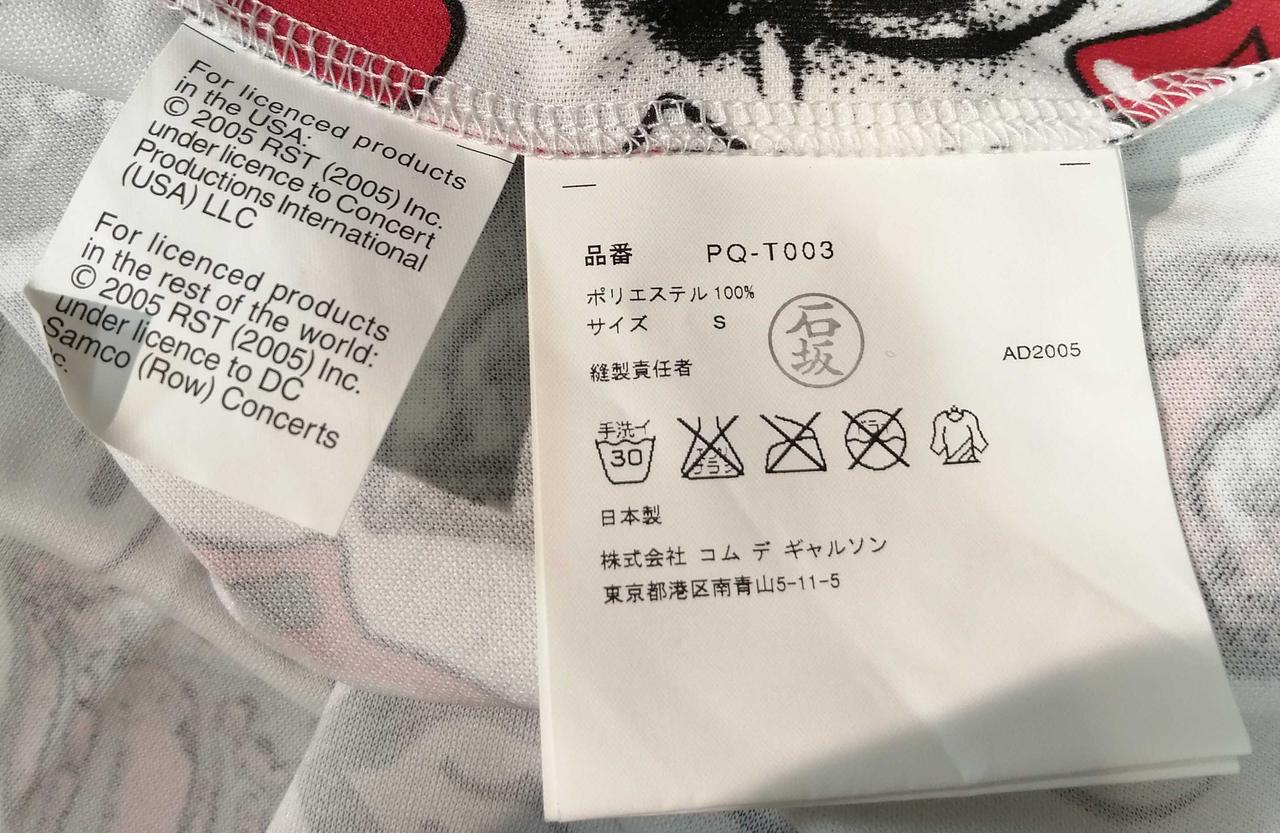 For licenced products
in the USA:
© 2005 RST (2005) Inc.
under licence to Concert
Productions International
(USA) LLC
For licenced products
in the rest of the world:
© 2005 RST (2005) Inc.
under licence to DC
Samco (Row) Concerts
品番 PQ-T003
ポリエステル 100%
サイズ S
縫製責任者
石坂
AD2005
手洗イ
30
日本製
株式会社 コム デ ギャルソン
東京都港区南青山5-11-5